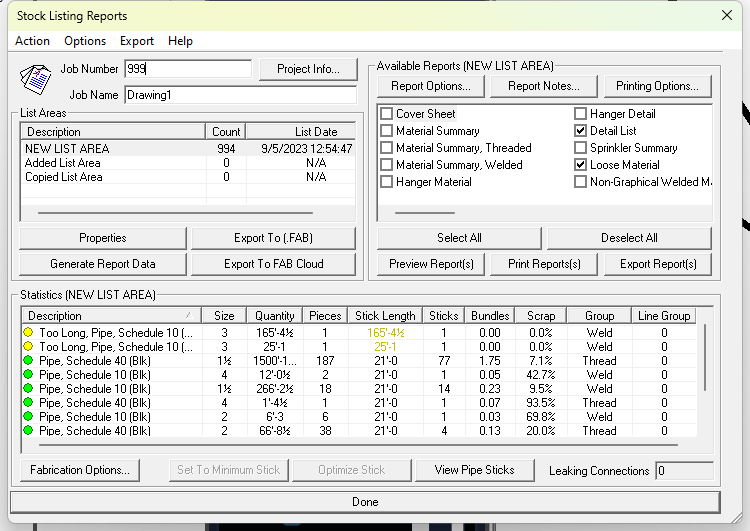 Stock Listing Reports
Action Options Export Help
Job Number 999 Project Info...
Job Name Drawing1
List Areas
Description Count List Date
NEW LIST AREA 994 9/5/2023 12:54:47
Added List Area 0 N/A
Copied List Area 0 N/A
Properties Export To (.FAB)
Generate Report Data Export To FAB Cloud
Available Reports (NEW LIST AREA)
Report Options... Report Notes... Printing Options...
Cover Sheet Hanger Detail
Material Summary Detail List
Material Summary, Threaded Sprinkler Summary
Material Summary, Welded Loose Material
Hanger Material Non-Graphical Welded
Select All Deselect All
Preview Report(s) Print Reports(s) Export Report(s)
Statistics (NEW LIST AREA)
Description Size Quantity Pieces Stick Length Sticks Bundles Scrap Group Line Group
Too Long, Pipe, Schedule 10 (... 3 165'-4½ 1 165'-4½ 1 0.00 0.0% Weld 0
Too Long, Pipe, Schedule 10 (... 3 25'-1 1 25'-1 1 0.00 0.0% Weld 0
Pipe, Schedule 40 (Blk) 1½ 1500'-1... 187 21'-0 77 1.75 7.1% Thread 0
Pipe, Schedule 10 (Blk) 4 12'-0½ 2 21'-0 1 0.05 42.7% Weld 0
Pipe, Schedule 10 (Blk) 1½ 266'-2½ 18 21'-0 14 0.23 9.5% Weld 0
Pipe, Schedule 40 (Blk) 4 1'-4½ 1 21'-0 1 0.07 93.5% Thread 0
Pipe, Schedule 10 (Blk) 2 6'-3 6 21'-0 1 0.03 69.8% Weld 0
Pipe, Schedule 40 (Blk) 2 66'-8½ 38 21'-0 4 0.13 20.0% Thread 0
Fabrication Options... Set To Minimum Stick Optimize Stick View Pipe Sticks Leaking Connections 0
Done